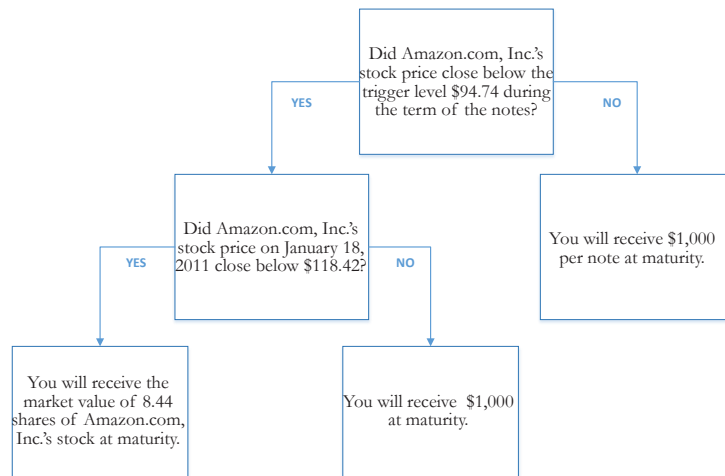 Did Amazon.com, Inc.'s
stock price close below the
trigger level $94.74 during
the term of the notes?
YES
NO
Did Amazon.com, Inc.'s
stock price on January 18,
2011 close below $118.42?
You will receive $1,000
per note at maturity.
YES
NO
You will receive the
market value of 8.44
shares of Amazon.com,
Inc.'s stock at maturity.
You will receive $1,000
at maturity.